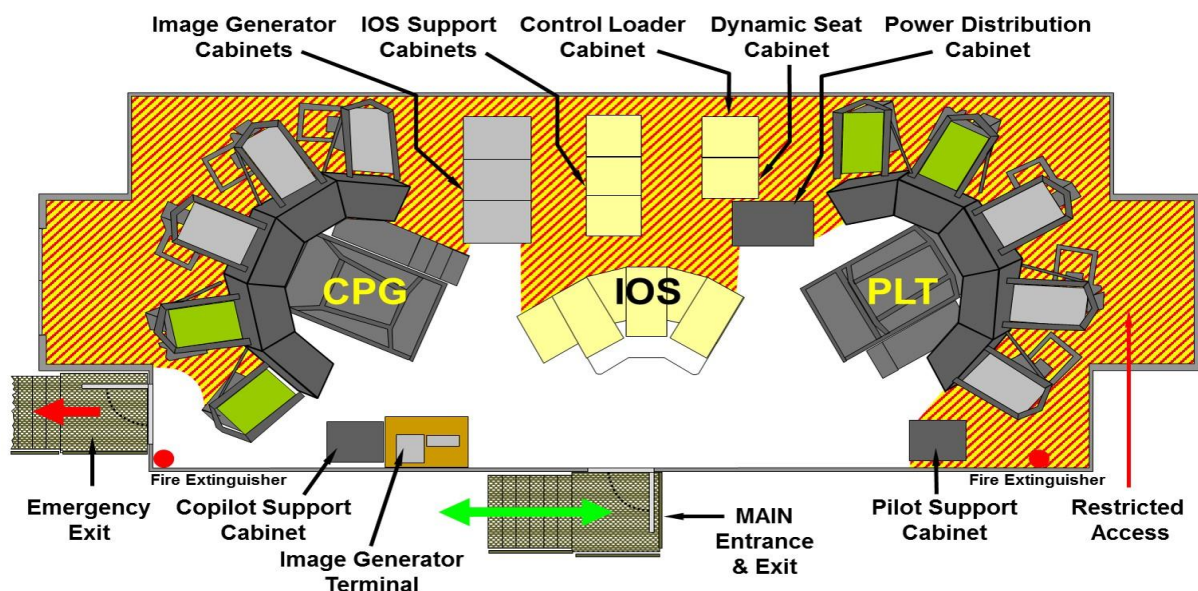 Image Generator
Cabinets
IOS Support
Cabinets
Control Loader
Cabinet
Dynamic Seat
Cabinet
Power Distribution
Cabinet
CPG
IOS
PLT
Fire Extinguisher
Fire Extinguisher
Emergency
Exit
Copilot Support
Cabinet
Image Generator
Terminal
MAIN
Entrance
& Exit
Pilot Support
Cabinet
Restricted
Access